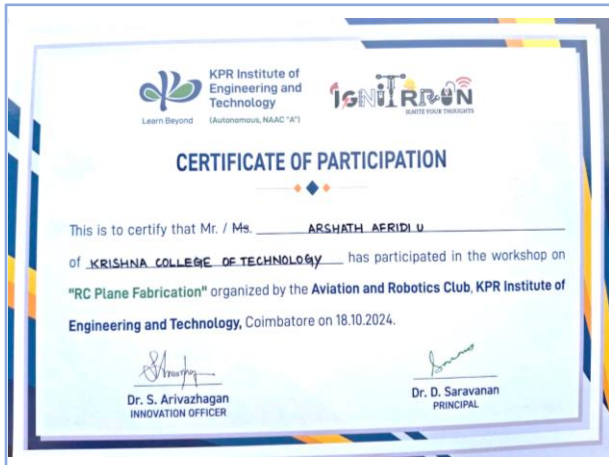 KPR Institute of
Engineering and
Technology
Learn Beyond
(Autonomous, NAAC "A")
IGNITRRON
IGNITE YOUR THOUGHTS
CERTIFICATE OF PARTICIPATION
This is to certify that Mr. / Ms. ARSHATH AFRIDI U
of KRISHNA COLLEGE OF TECHNOLOGY has participated in the workshop on
"RC Plane Fabrication" organized by the Aviation and Robotics Club, KPR Institute of
Engineering and Technology, Coimbatore on 18.10.2024.
Dr. S. Arivazhagan
INNOVATION OFFICER
Dr. D. Saravanan
PRINCIPAL